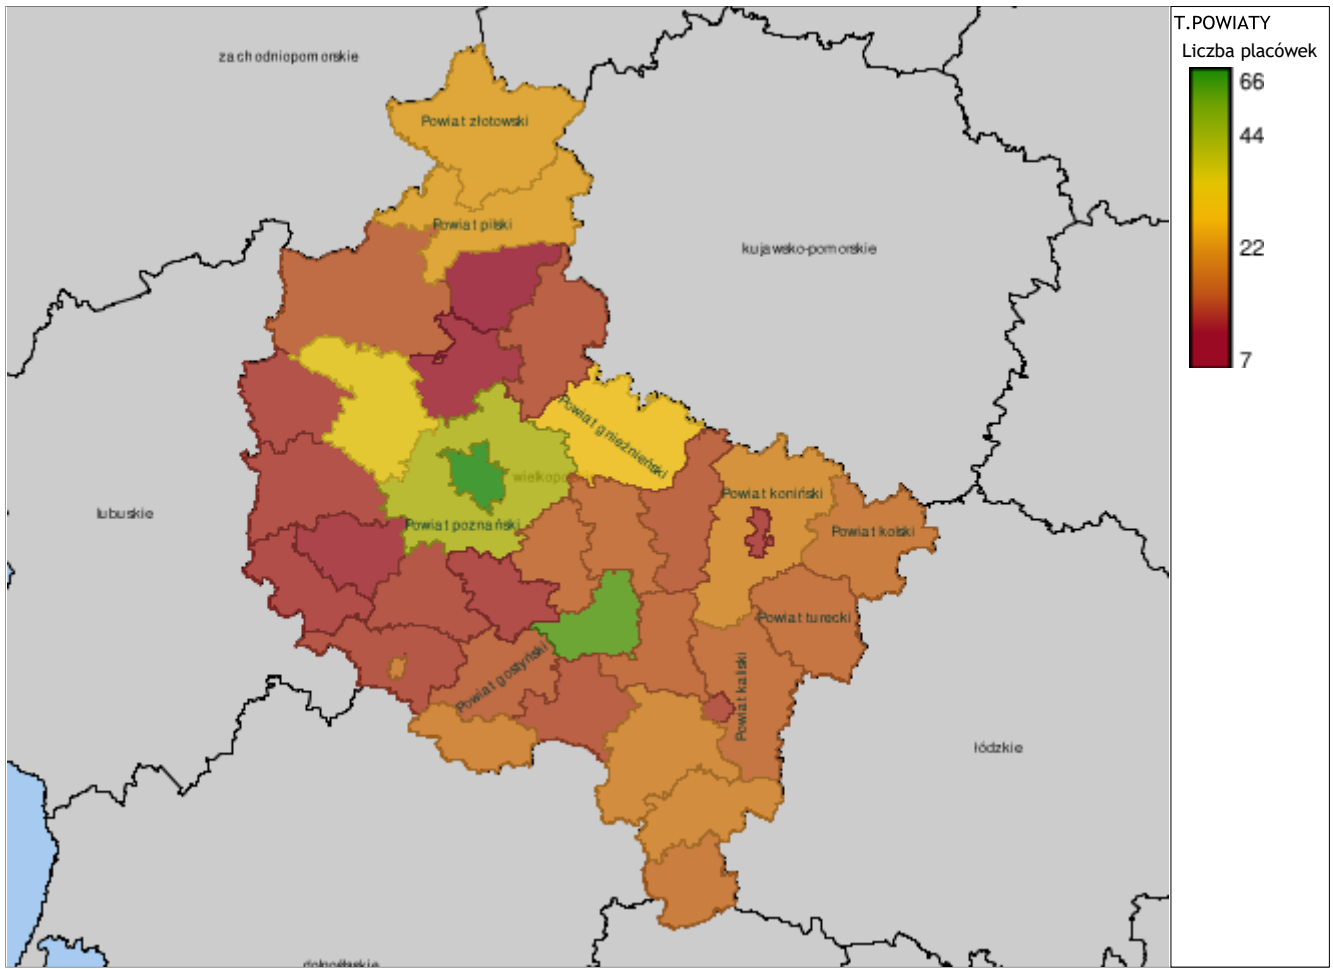 T.POWIATY
Liczba placówek
66
44
22
7
zachodniopomorskie
Powiat złotowski
Powiat pilski
kujawsko-pomorskie
Powiat gnieźnieński
Powiat koniński
lubuskie
Powiat poznański
Powiat kolski
Powiat turecki
Powiat gostyński
Powiat kaliski
łódzkie